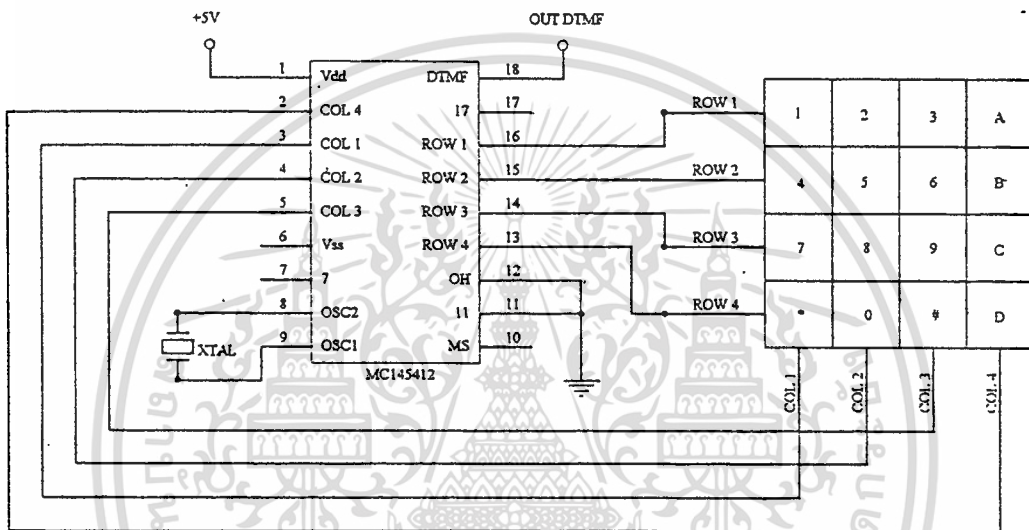 +5V
OUT DTMF
1 Vdd
DTMF 18
2 COL 4
17 17
3 COL 1
ROW 1 16
4 COL 2
ROW 2 15
5 COL 3
ROW 3 14
6 Vss
ROW 4 13
7 7
OH 12
8 OSC2
11 11
9 OSC1
MS 10
XTAL
MC145412
ROW 1
ROW 2
ROW 3
ROW 4
1 2 3 A
4 5 6 B
7 8 9 C
* 0 # D
COL 1
COL 2
COL 3
COL 4